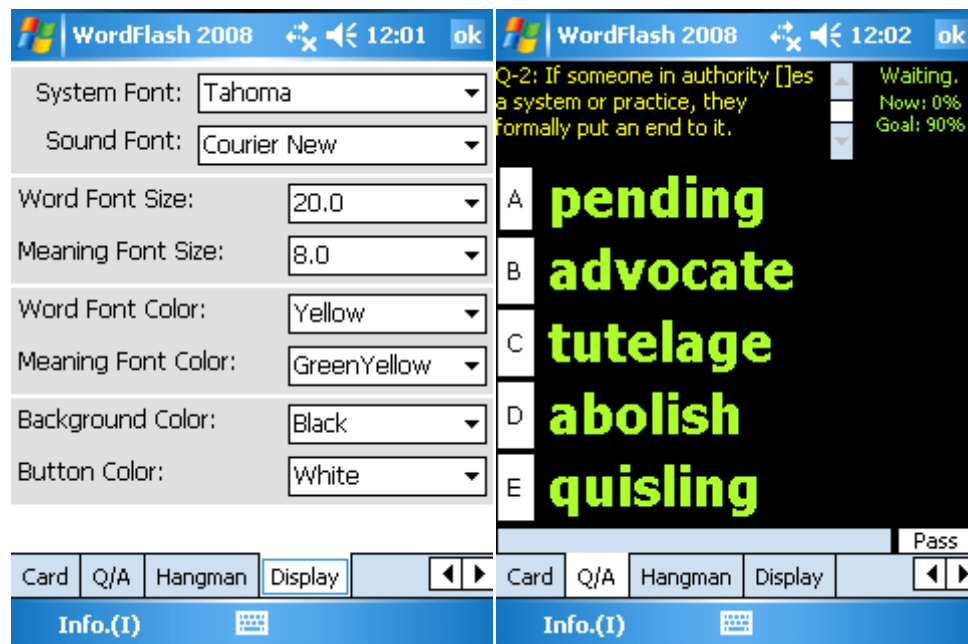 WordFlash 2008 12:01 ok
System Font: Tahoma
Sound Font: Courier New
Word Font Size: 20.0
Meaning Font Size: 8.0
Word Font Color: Yellow
Meaning Font Color: GreenYellow
Background Color: Black
Button Color: White
Card Q/A Hangman Display
Info.(I)
WordFlash 2008 12:02 ok
Q-2: If someone in authority []es
a system or practice, they
formally put an end to it.
Waiting.
Now: 0%
Goal: 90%
A pending
B advocate
C tutelage
D abolish
E quisling
Pass
Card Q/A Hangman Display
Info.(I)